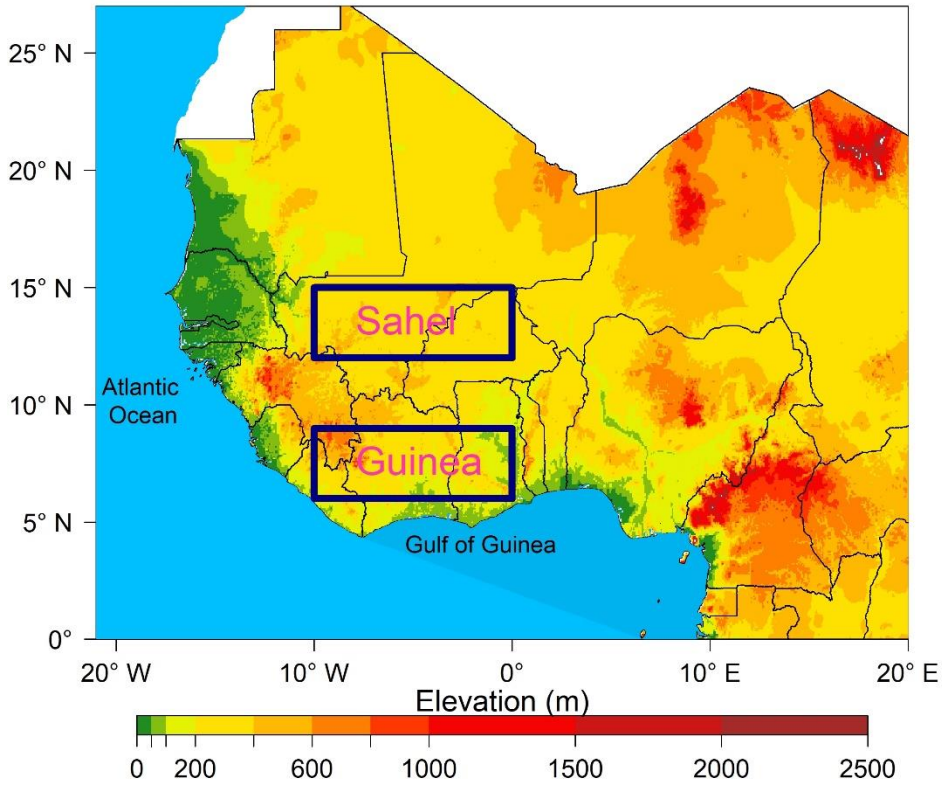 25° N
20° N
15° N
Sahel
Atlantic
Ocean
10° N
Guinea
5° N
Gulf of Guinea
0°
20° W 10° W 0° 10° E 20° E
Elevation (m)
0 200 600 1000 1500 2000 2500